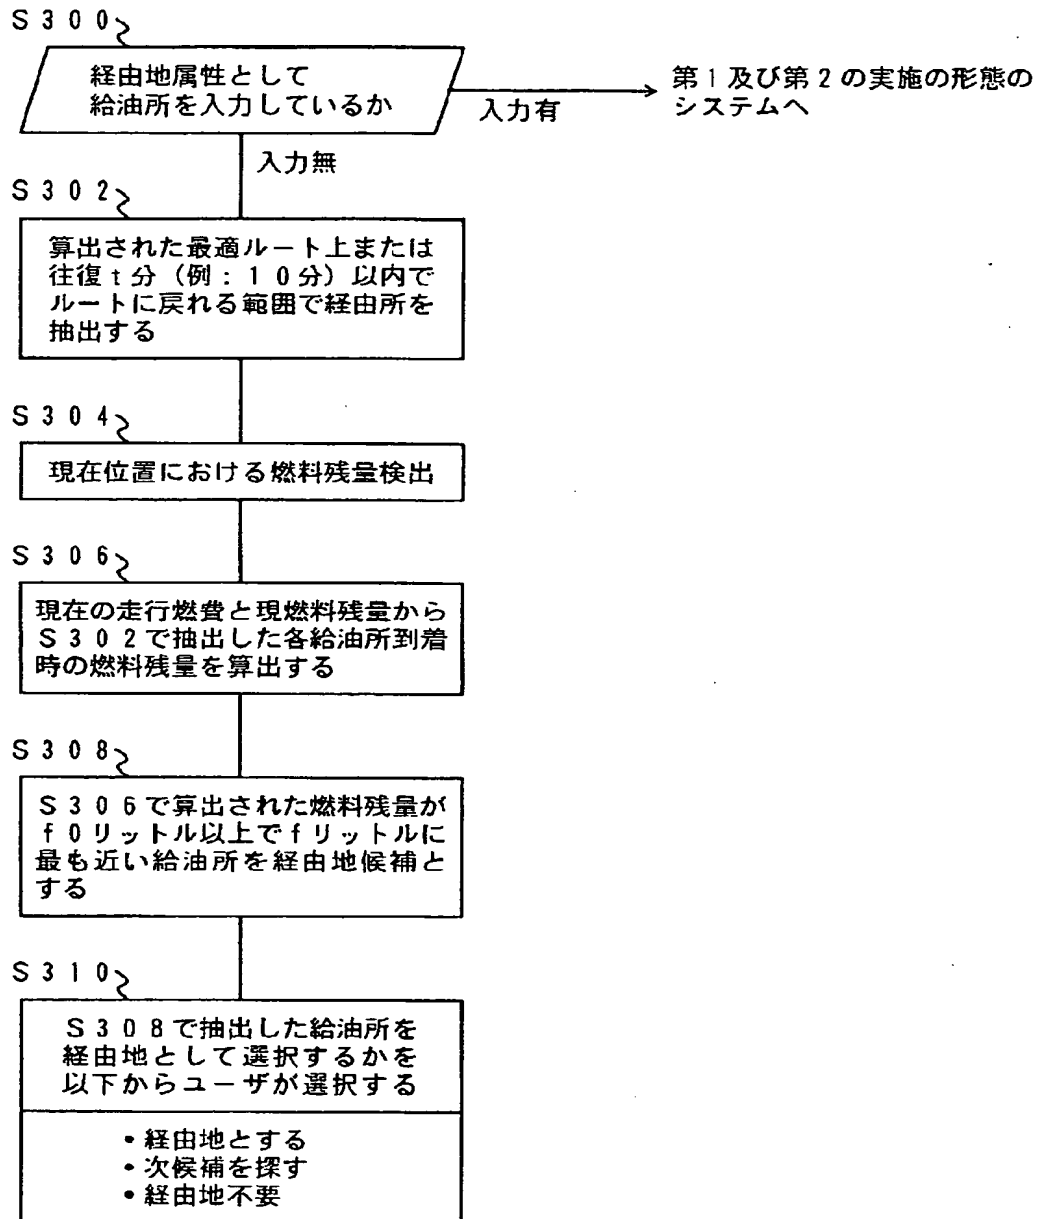 S300
経由地属性として
給油所を入力しているか
入力有
第1及び第2の実施の形態の
システムへ
入力無
S302
算出された最適ルート上または
往復t分(例:10分)以内で
ルートに戻れる範囲で経由所を
抽出する
S304
現在位置における燃料残量検出
S306
現在の走行燃費と現燃料残量から
S302で抽出した各給油所到着
時の燃料残量を算出する
S308
S306で算出された燃料残量が
f0リットル以上でfリットルに
最も近い給油所を経由地候補と
する
S310
S308で抽出した給油所を
経由地として選択するかを
以下からユーザが選択する
・経由地とする
・次候補を探す
・経由地不要